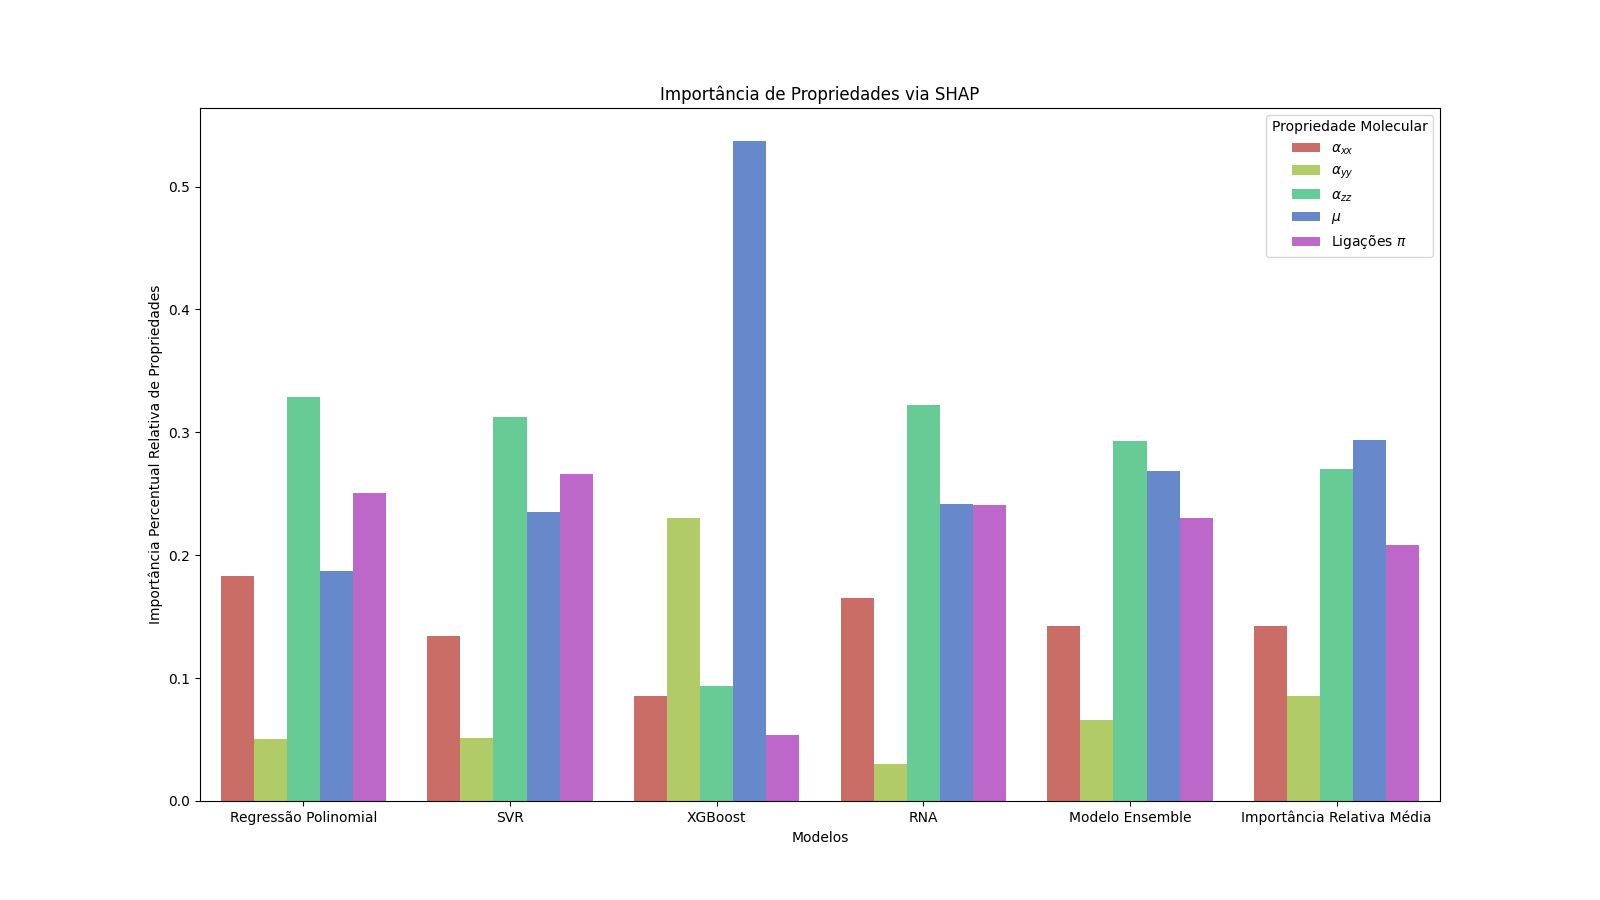 Importância de Propriedades via SHAP
Propriedade Molecular
α_xx
α_yy
α_zz
μ
Ligações π
Importância Percentual Relativa de Propriedades
0.5
0.4
0.3
0.2
0.1
0.0
Regressão Polinomial
SVR
XGBoost
RNA
Modelo Ensemble
Importância Relativa Média
Modelos